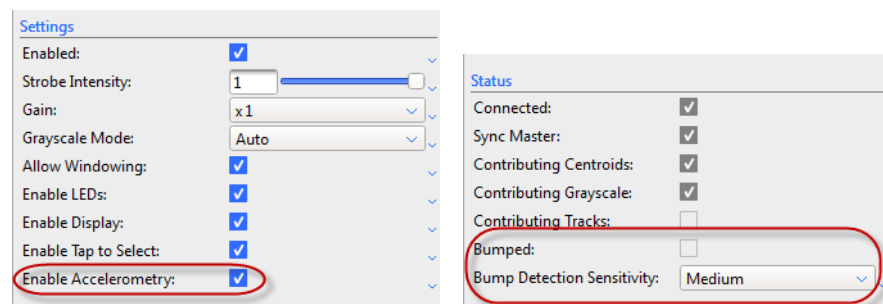 Settings
Enabled:
Strobe Intensity: 1
Gain: x1
Grayscale Mode: Auto
Allow Windowing:
Enable LEDs:
Enable Display:
Enable Tap to Select:
Enable Accelerometry:
Status
Connected:
Sync Master:
Contributing Centroids:
Contributing Grayscale:
Contributing Tracks:
Bumped:
Bump Detection Sensitivity: Medium